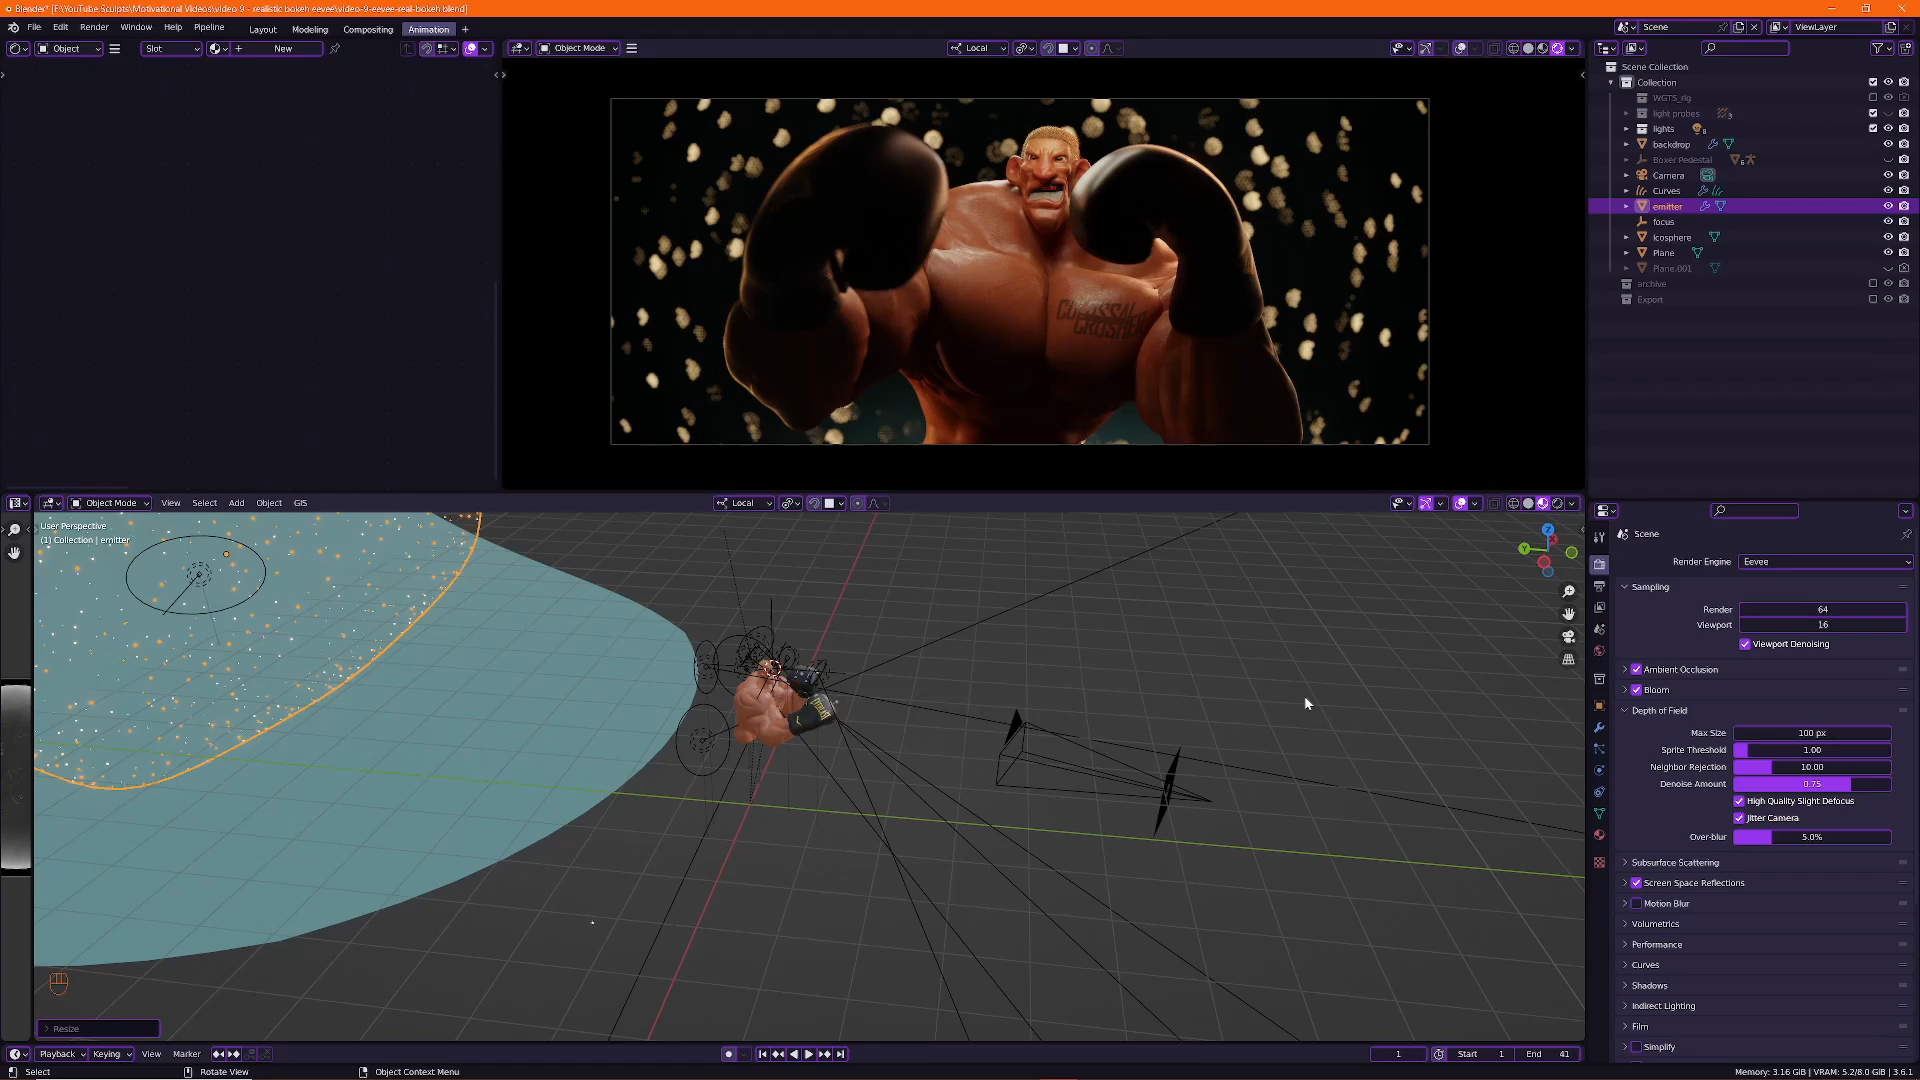 Blender* [F:\YouTube Sculpts\Motivational Videos\video 9 - realistic bokeh eevee\video-9-eevee-real-bokeh.blend]
File Edit Render Window Help Pipeline Layout Modeling Compositing Animation + Scene ViewLayer
Object Slot New Object Mode Local
Scene Collection
Collection
WGTS_rig
light probes
lights
backdrop
Boxer Pedestal
Camera
Curves
emitter
focus
Icosphere
Plane
Plane.001
archive
Export
COLOSSAL
CRUSHER
Object Mode View Select Add Object GIS Local
User Perspective
(1) Collection | emitter
Scene
Render Engine Eevee
Sampling
Render 64
Viewport 16
Viewport Denoising
Ambient Occlusion
Bloom
Depth of Field
Max Size 100 px
Sprite Threshold 1.00
Neighbor Rejection 10.00
Denoise Amount 0.75
High Quality Slight Defocus
Jitter Camera
Over-blur 5.0%
Subsurface Scattering
Screen Space Reflections
Motion Blur
Volumetrics
Performance
Curves
Shadows
Indirect Lighting
Film
Simplify
Resize
Playback Keying View Marker 1 Start 1 End 41
Select Rotate View Object Context Menu Memory: 3.16 GiB | VRAM: 5.2/8.0 GiB | 3.6.1